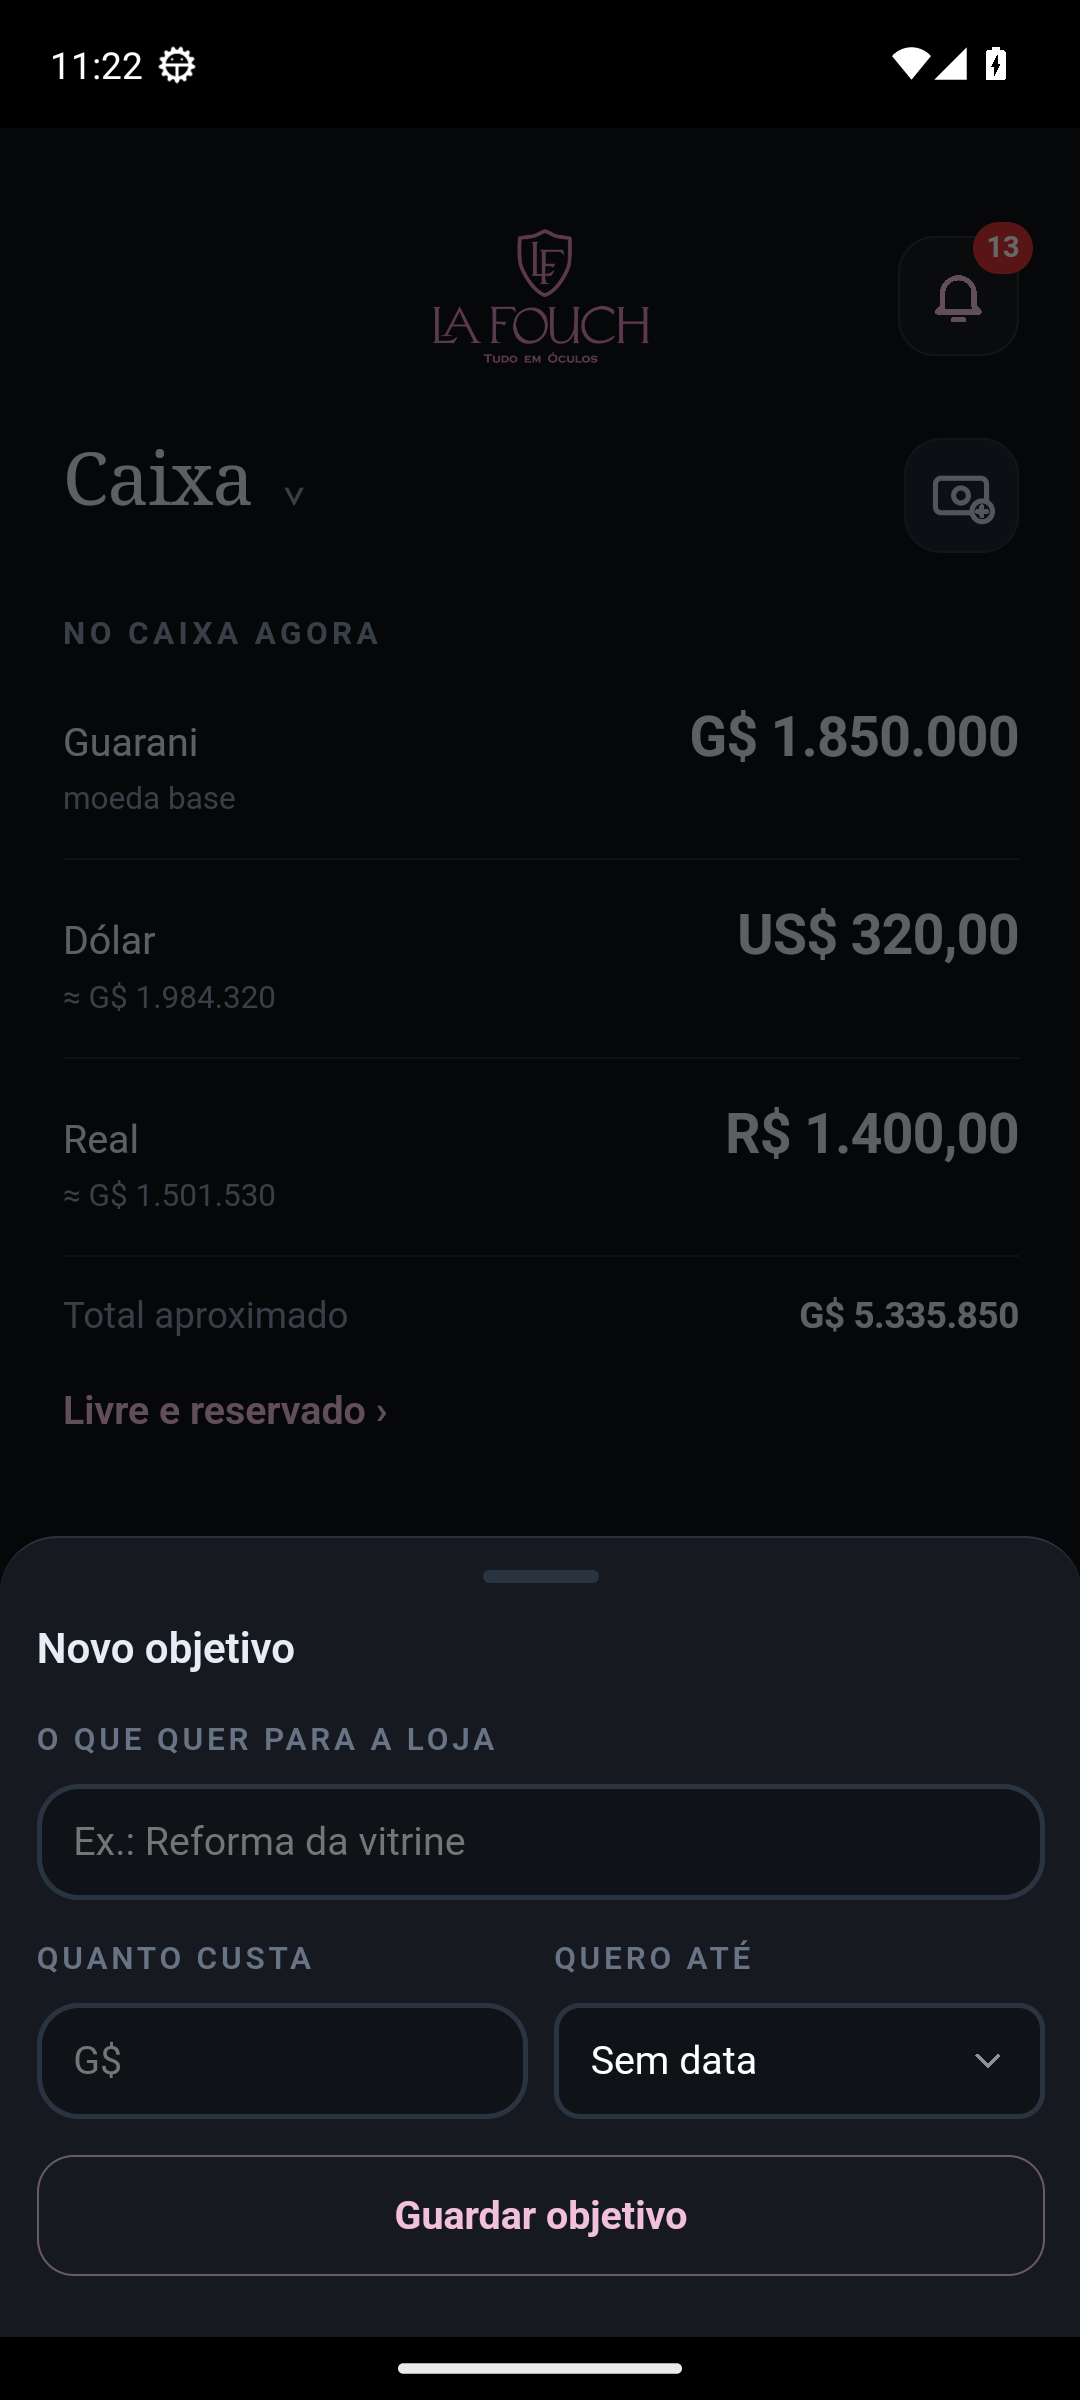 11:22
13
LF
LA FOUCH
TUDO EM ÓCULOS
Caixa
NO CAIXA AGORA
Guarani G$ 1.850.000
moeda base
Dólar US$ 320,00
≈ G$ 1.984.320
Real R$ 1.400,00
≈ G$ 1.501.530
Total aproximado G$ 5.335.850
Livre e reservado ›
Novo objetivo
O QUE QUER PARA A LOJA
Ex.: Reforma da vitrine
QUANTO CUSTA QUERO ATÉ
G$ Sem data
Guardar objetivo